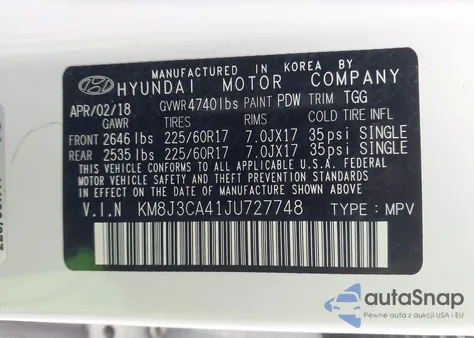 MANUFACTURED IN KOREA BY
HYUNDAI MOTOR COMPANY
APR/02/18 GVWR4740lbs PAINT PDW TRIM TGG
GAWR TIRES RIMS COLD TIRE INFL
FRONT 2646 lbs 225/60R17 7.0JX17 35psi SINGLE
REAR 2535 lbs 225/60R17 7.0JX17 35psi SINGLE
THIS VEHICLE CONFORMS TO ALL APPLICABLE U.S.A. FEDERAL
MOTOR VEHICLE SAFETY, BUMPER, AND THEFT PREVENTION
STANDARDS IN EFFECT ON THE DATE OF MANUFACTURE SHOWN ABOVE.
V.I.N KM8J3CA41JU727748 TYPE : MPV
autoSnap
Pewne auta z aukcji USA i EU